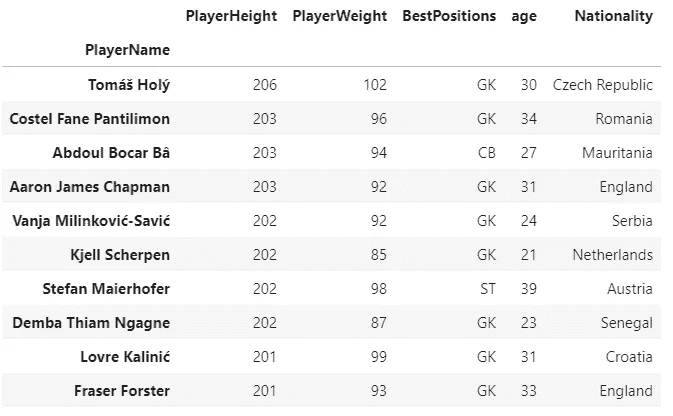 PlayerHeight PlayerWeight BestPositions age Nationality
PlayerName
Tomáš Holý 206 102 GK 30 Czech Republic
Costel Fane Pantilimon 203 96 GK 34 Romania
Abdoul Bocar Bâ 203 94 CB 27 Mauritania
Aaron James Chapman 203 92 GK 31 England
Vanja Milinković-Savić 202 92 GK 24 Serbia
Kjell Scherpen 202 85 GK 21 Netherlands
Stefan Maierhofer 202 98 ST 39 Austria
Demba Thiam Ngagne 202 87 GK 23 Senegal
Lovre Kalinić 201 99 GK 31 Croatia
Fraser Forster 201 93 GK 33 England